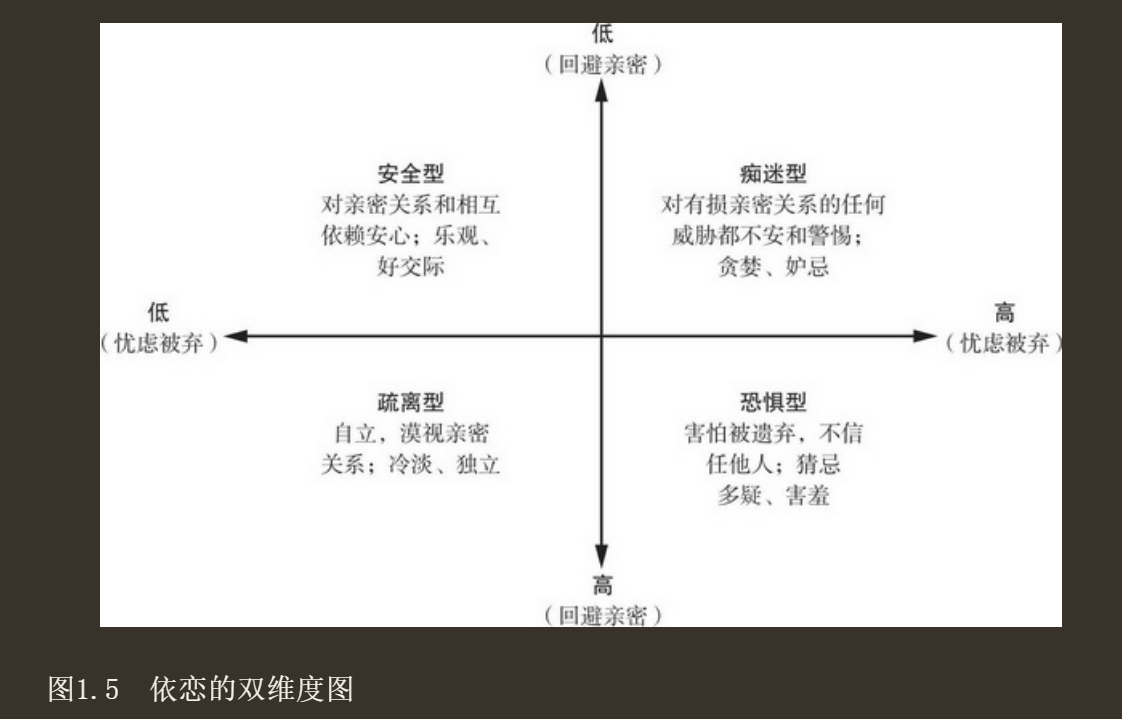 低
（回避亲密）
安全型
对亲密关系和相互
依赖安心；乐观、
好交际
痴迷型
对有损亲密关系的任何
威胁都不安和警惕；
贪婪、妒忌
低
（忧虑被弃）
高
（忧虑被弃）
疏离型
自立，漠视亲密
关系；冷淡、独立
恐惧型
害怕被遗弃，不信
任他人；猜忌
多疑、害羞
高
（回避亲密）
图1.5　依恋的双维度图